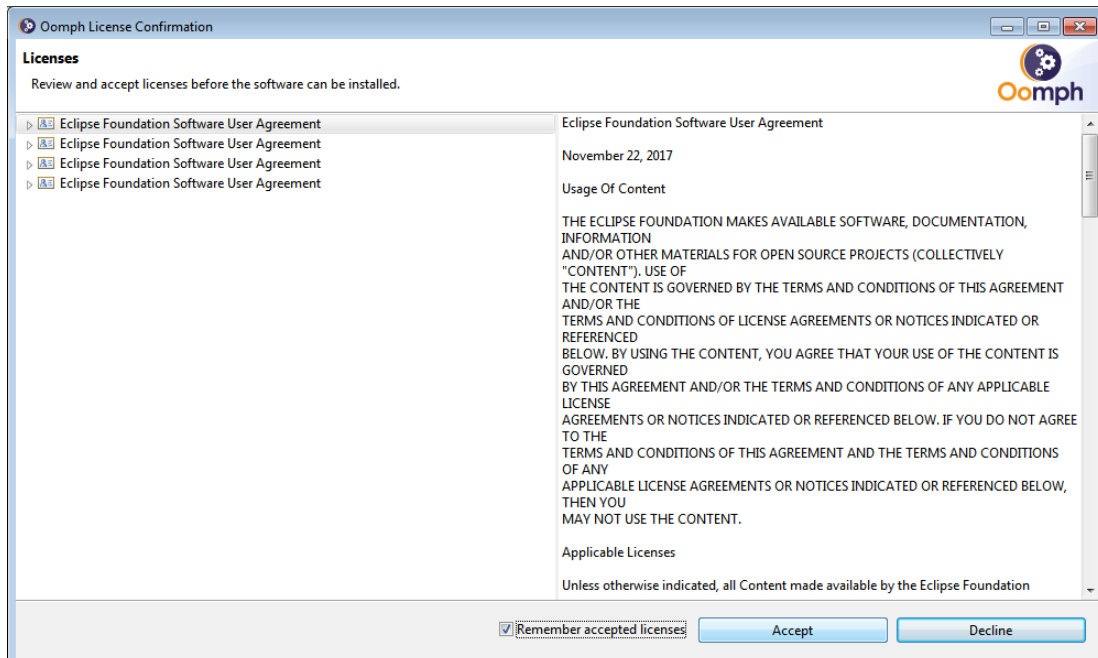 Oomph License Confirmation
Licenses
Review and accept licenses before the software can be installed.
Oomph
Eclipse Foundation Software User Agreement
Eclipse Foundation Software User Agreement
Eclipse Foundation Software User Agreement
Eclipse Foundation Software User Agreement
Eclipse Foundation Software User Agreement
November 22, 2017
Usage Of Content
THE ECLIPSE FOUNDATION MAKES AVAILABLE SOFTWARE, DOCUMENTATION,
INFORMATION
AND/OR OTHER MATERIALS FOR OPEN SOURCE PROJECTS (COLLECTIVELY
"CONTENT"). USE OF
THE CONTENT IS GOVERNED BY THE TERMS AND CONDITIONS OF THIS AGREEMENT
AND/OR THE
TERMS AND CONDITIONS OF LICENSE AGREEMENTS OR NOTICES INDICATED OR
REFERENCED
BELOW. BY USING THE CONTENT, YOU AGREE THAT YOUR USE OF THE CONTENT IS
GOVERNED
BY THIS AGREEMENT AND/OR THE TERMS AND CONDITIONS OF ANY APPLICABLE
LICENSE
AGREEMENTS OR NOTICES INDICATED OR REFERENCED BELOW. IF YOU DO NOT AGREE
TO THE
TERMS AND CONDITIONS OF THIS AGREEMENT AND THE TERMS AND CONDITIONS
OF ANY
APPLICABLE LICENSE AGREEMENTS OR NOTICES INDICATED OR REFERENCED BELOW,
THEN YOU
MAY NOT USE THE CONTENT.
Applicable Licenses
Unless otherwise indicated, all Content made available by the Eclipse Foundation
Remember accepted licenses
Accept
Decline